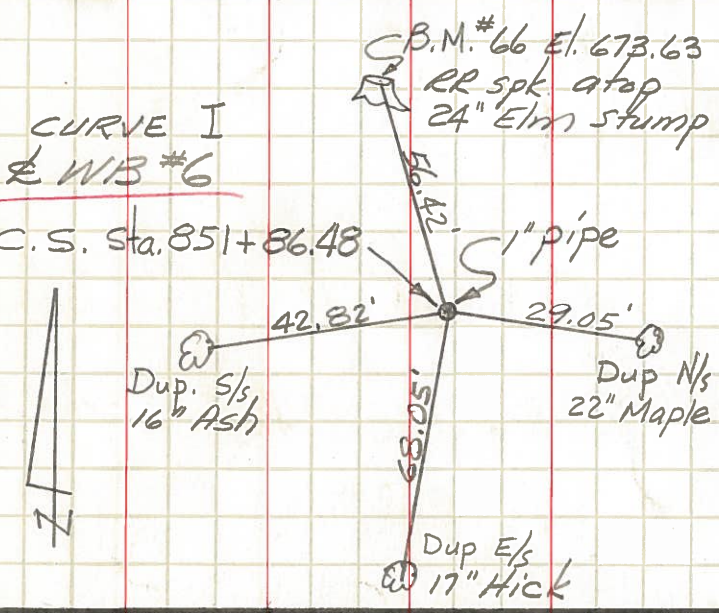 B.M. #66 El. 673.63
RR spk. atop
24" Elm stump
CURVE I
℄ WB #6
C.S. Sta. 851+86.48
1" pipe
56.42'
42.82'
29.05'
68.05'
Dup. S/s
16" Ash
Dup N/s
22" Maple
Dup E/s
17" Hick
N